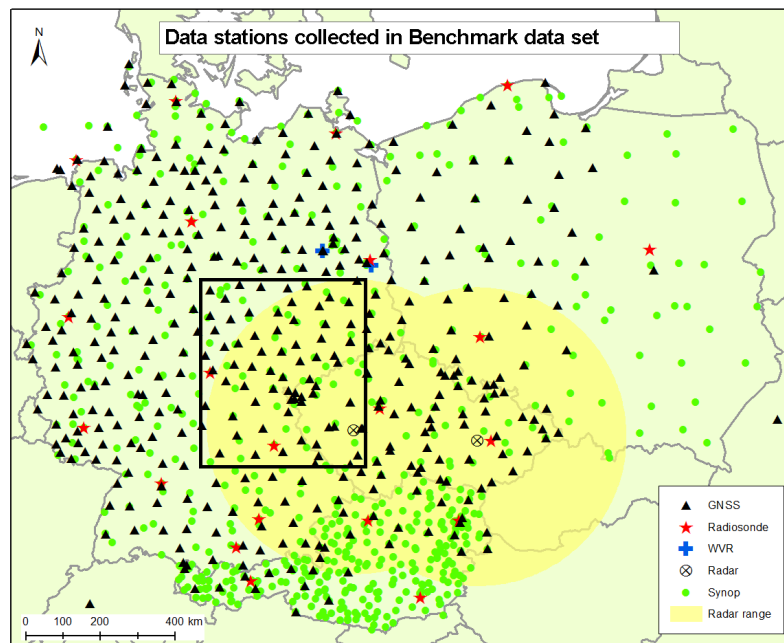 Data stations collected in Benchmark data set
N
GNSS
Radiosonde
WVR
Radar
Synop
Radar range
0 100 200 400 km